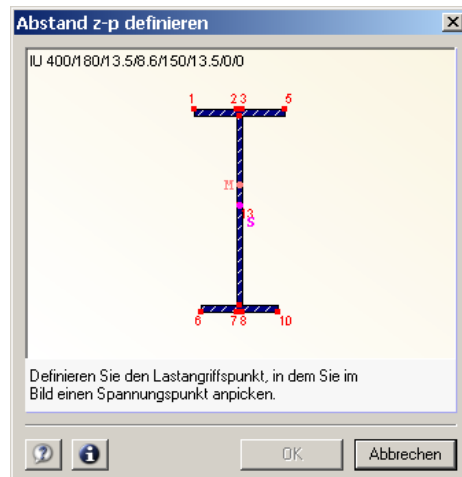 Abstand z-p definieren
IU 400/180/13.5/8.6/150/13.5/0/0
1 2 3 5
M
13
S
6 7 8 10
Definieren Sie den Lastangriffspunkt, in dem Sie im
Bild einen Spannungspunkt anpicken.
OK Abbrechen